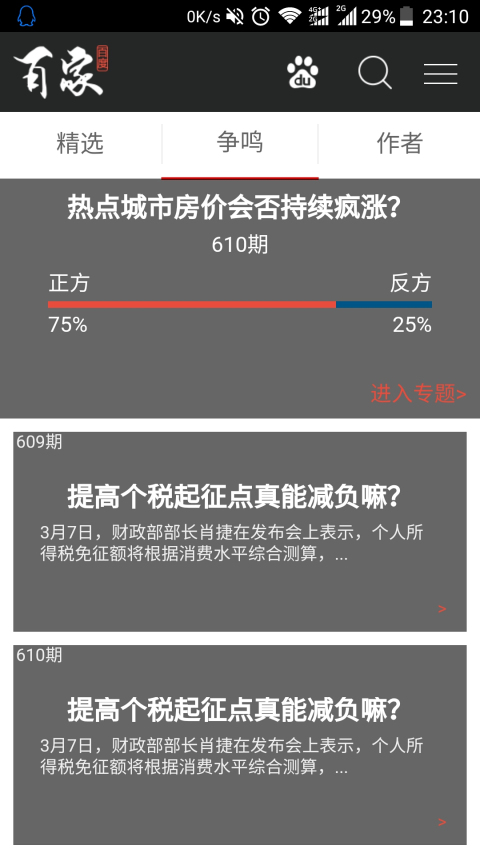 0K/s 4G 2G 2G 29% 23:10
百家 百度
du
精选 争鸣 作者
热点城市房价会否持续疯涨？
610期
正方 反方
75% 25%
进入专题>
609期
提高个税起征点真能减负嘛？
3月7日，财政部部长肖捷在发布会上表示，个人所
得税免征额将根据消费水平综合测算，...
>
610期
提高个税起征点真能减负嘛？
3月7日，财政部部长肖捷在发布会上表示，个人所
得税免征额将根据消费水平综合测算，...
>